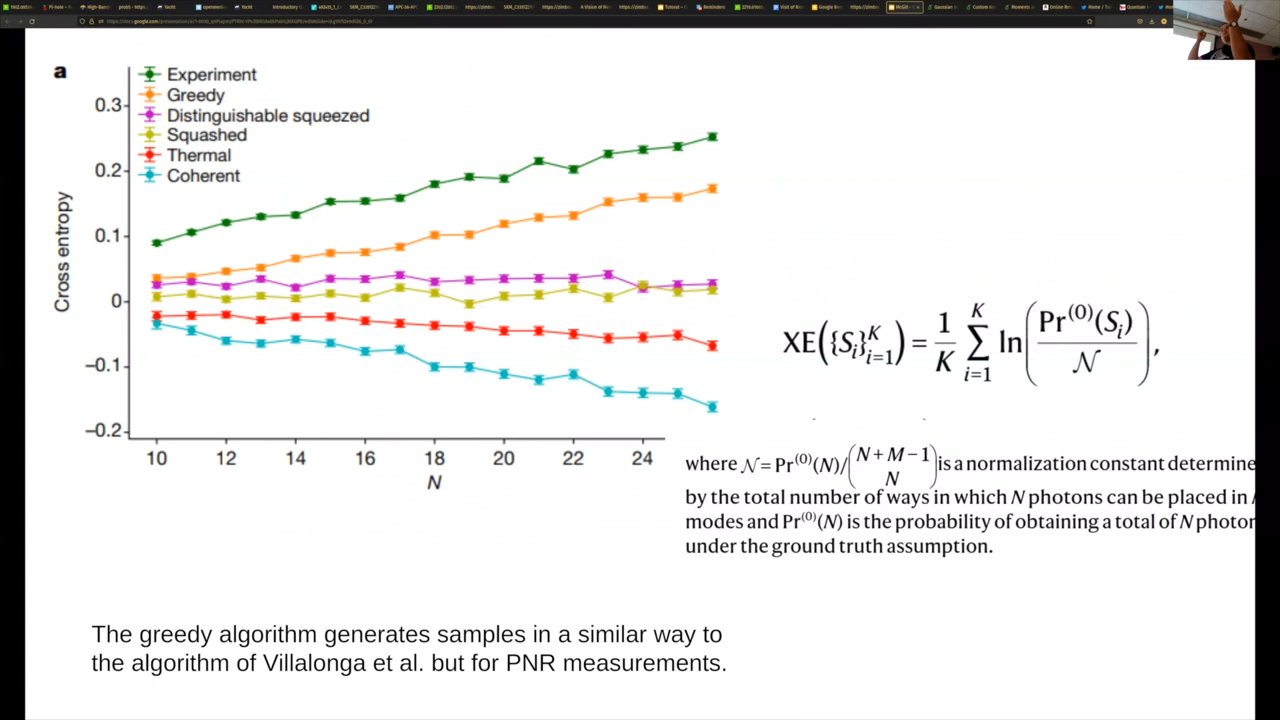 a
Experiment
Greedy
Distinguishable squeezed
Squashed
Thermal
Coherent
0.3
0.2
0.1
0
−0.1
−0.2
Cross entropy
10 12 14 16 18 20 22 24
N
XE({S_i}_{i=1}^K) = 1/K ∑_{i=1}^K ln(Pr^(0)(S_i)/𝒩),
where 𝒩 = Pr^(0)(N)/(N + M − 1 N) is a normalization constant determine
by the total number of ways in which N photons can be placed in
modes and Pr^(0)(N) is the probability of obtaining a total of N photon
under the ground truth assumption.
The greedy algorithm generates samples in a similar way to
the algorithm of Villalonga et al. but for PNR measurements.